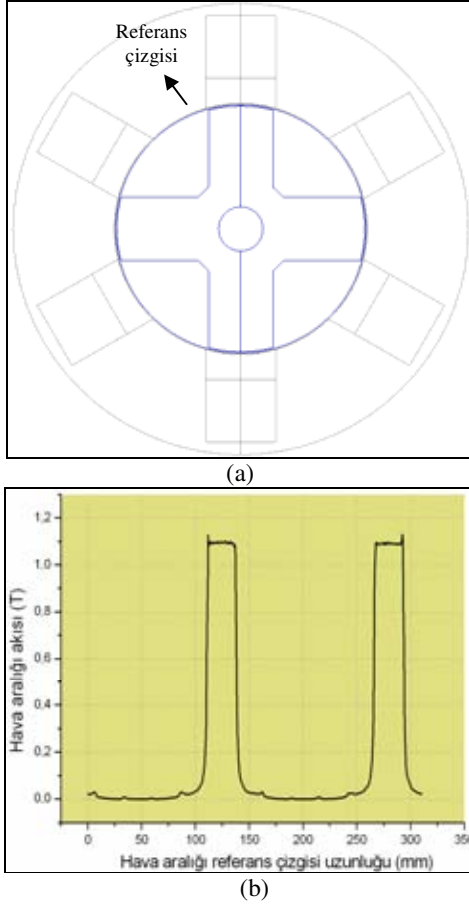 Referans
çizgisi
(a)
1,2
1,0
0,8
0,6
0,4
0,2
0,0
Hava aralığı akısı (T)
0 50 100 150 200 250 300 350
Hava aralığı referans çizgisi uzunluğu (mm)
(b)